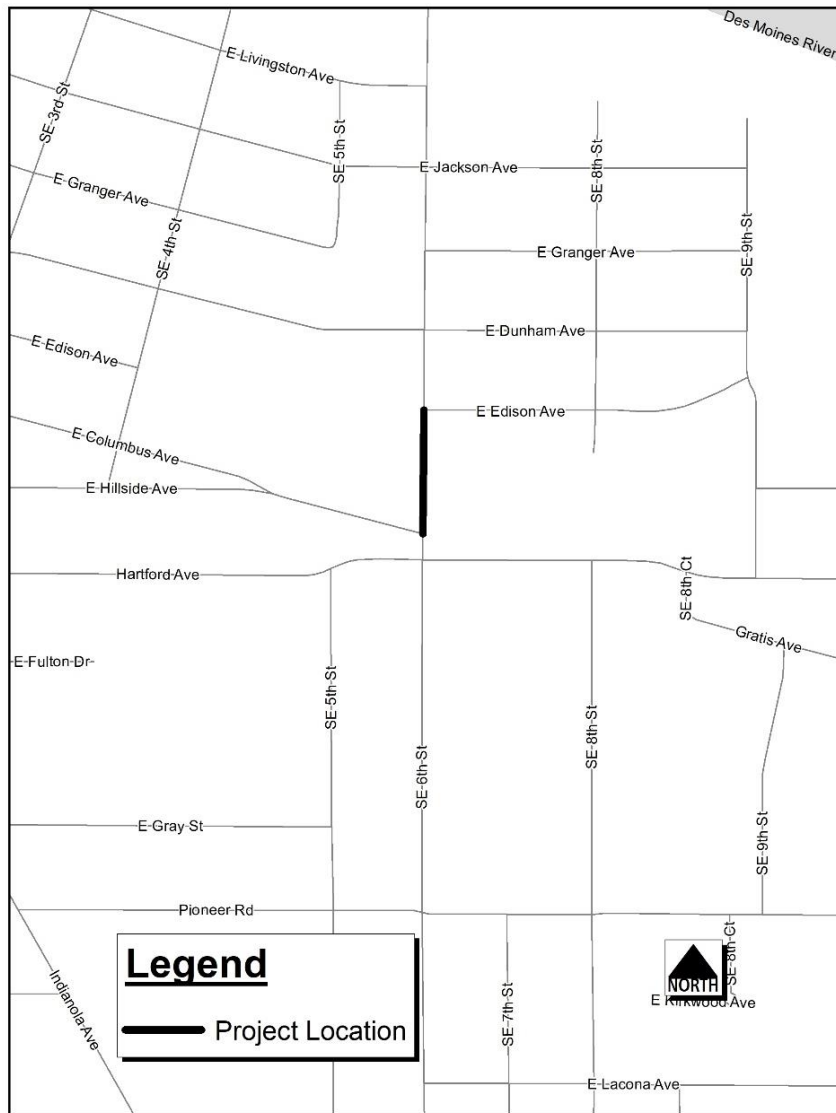 Des Moines River
E Livingston Ave
SE 3rd St
SE 5th St
E Jackson Ave
SE 8th St
E Granger Ave
SE 4th St
E Granger Ave
SE 9th St
E Dunham Ave
E Edison Ave
E Edison Ave
E Columbus Ave
E Hillside Ave
Hartford Ave
SE 8th Ct
Gratis Ave
E Fulton Dr
SE 5th St
SE 8th St
SE 6th St
E Gray St
SE 9th St
Pioneer Rd
Legend
Project Location
Indianola Ave
SE 7th St
SE 8th Ct
NORTH
E Kirkwood Ave
E Lacona Ave